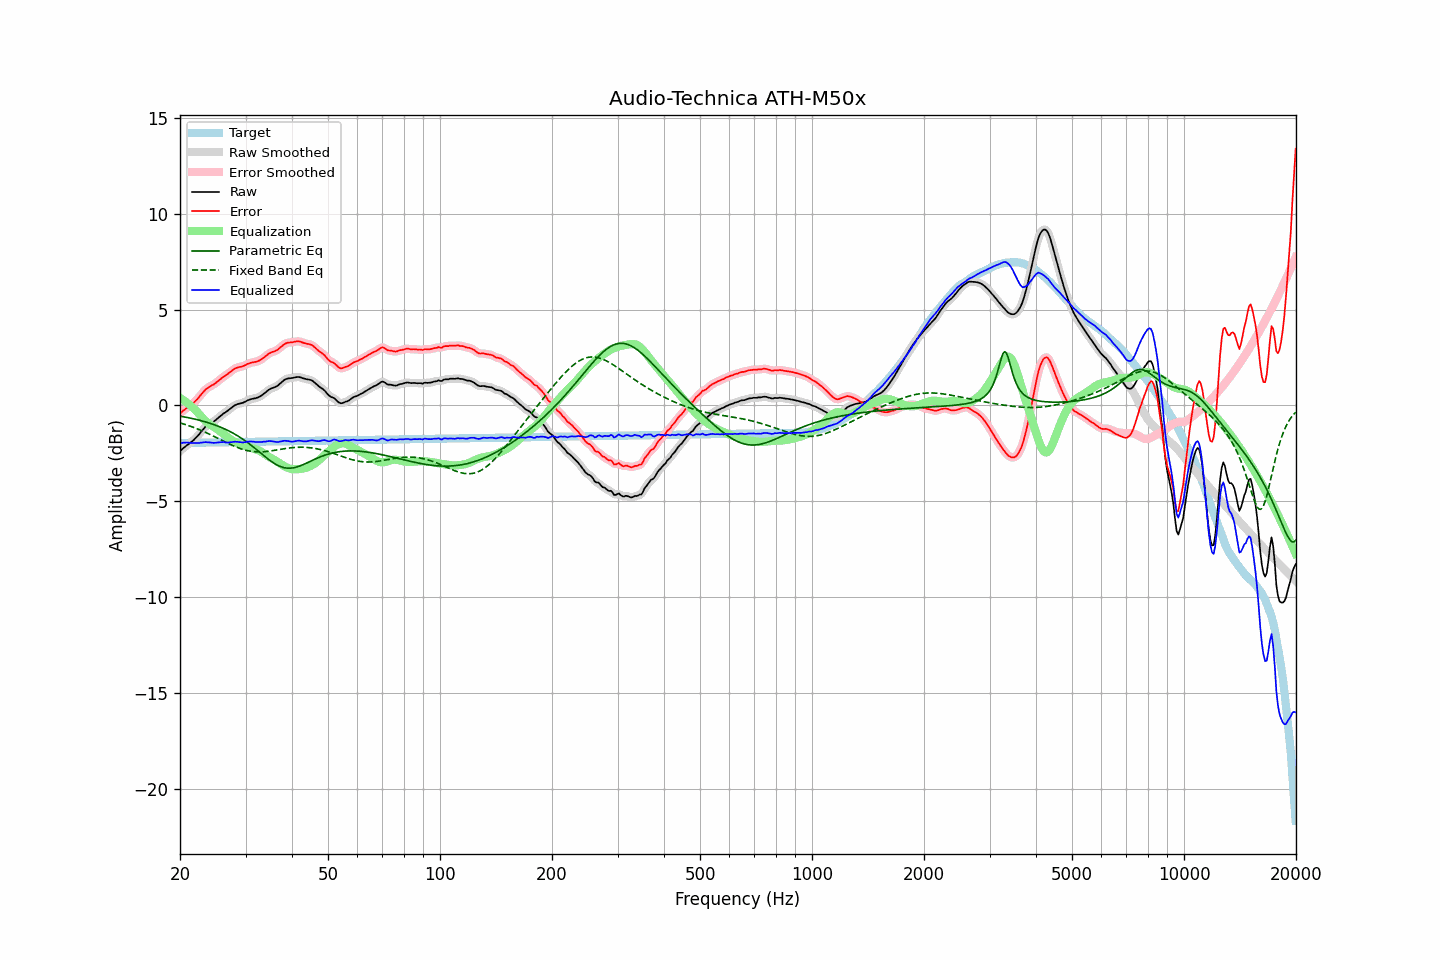 Audio-Technica ATH-M50x
Target
Raw Smoothed
Error Smoothed
Raw
Error
Equalization
Parametric Eq
Fixed Band Eq
Equalized
15
10
5
0
−5
−10
−15
−20
Amplitude (dBr)
20 50 100 200 500 1000 2000 5000 10000 20000
Frequency (Hz)